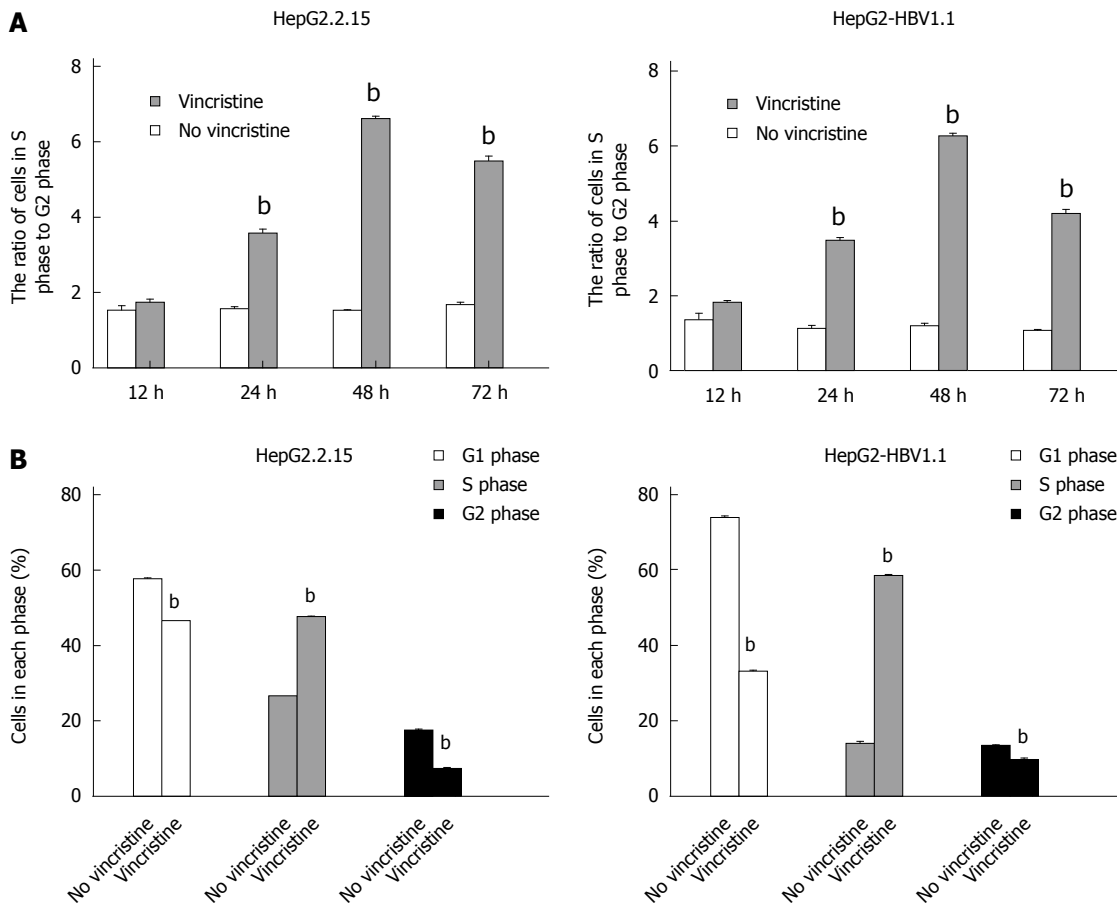 A
HepG2.2.15
The ratio of cells in S
phase to G2 phase
8
6
4
2
0
Vincristine
No vincristine
b
b
b
12 h
24 h
48 h
72 h
HepG2-HBV1.1
The ratio of cells in S
phase to G2 phase
8
6
4
2
0
Vincristine
No vincristine
b
b
b
12 h
24 h
48 h
72 h
B
HepG2.2.15
G1 phase
S phase
G2 phase
Cells in each phase (%)
80
60
40
20
0
b
b
b
No vincristine
Vincristine
No vincristine
Vincristine
No vincristine
Vincristine
HepG2-HBV1.1
G1 phase
S phase
G2 phase
Cells in each phase (%)
80
60
40
20
0
b
b
b
No vincristine
Vincristine
No vincristine
Vincristine
No vincristine
Vincristine